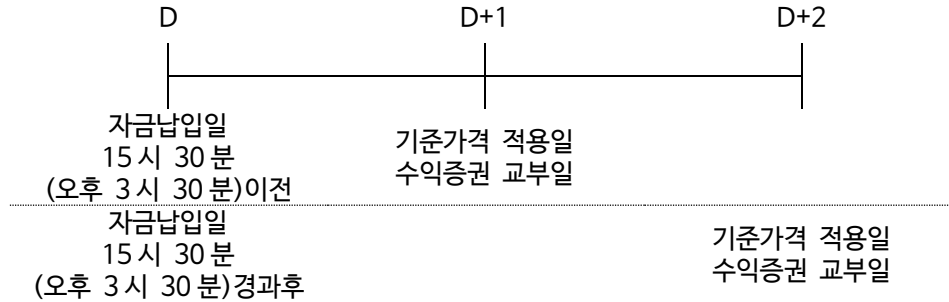 D D+1 D+2
자금납입일
15시 30분
(오후 3시 30분)이전
기준가격 적용일
수익증권 교부일
자금납입일
15시 30분
(오후 3시 30분)경과후
기준가격 적용일
수익증권 교부일